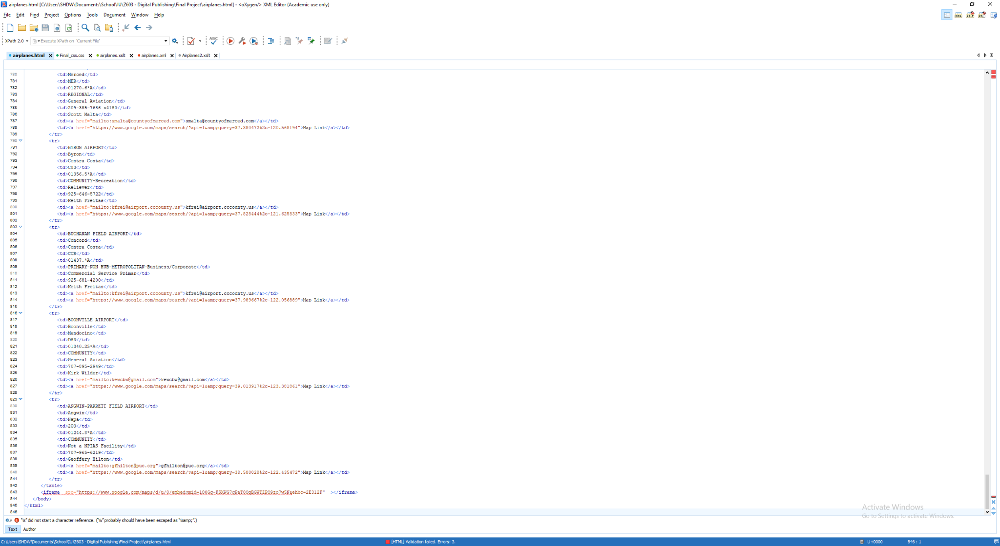 airplanes.html [C:\Users\SHDW\Documents\School\IU\Z603 - Digital Publishing\Final Project\airplanes.html] - <oXygen/> XML Editor (Academic use only)
File Edit Find Project Options Tools Document Window Help
DITA XSLT XQ
XPath 2.0 Execute XPath on 'Current File' ABC
airplanes.html Final_css.css airplanes.xslt airplanes.xml Airplanes2.xslt
780 <td>Merced</td>
781 <td>MER</td>
782 <td>01270.6*A</td>
783 <td>REGIONAL</td>
784 <td>General Aviation</td>
785 <td>209-385-7686 x4180</td>
786 <td>Scott Malta</td>
787 <td><a href="mailto:smalta@countyofmerced.com">smalta@countyofmerced.com</a></td>
788 <td><a href="https://www.google.com/maps/search/?api=1&amp;query=37.380472%2c-120.568194">Map Link</a></td>
789 </tr>
790 <tr>
791 <td>BYRON AIRPORT</td>
792 <td>Byron</td>
793 <td>Contra Costa</td>
794 <td>C83</td>
795 <td>01356.5*A</td>
796 <td>COMMUNITY-Recreation</td>
797 <td>Reliever</td>
798 <td>925-646-5722</td>
799 <td>Keith Freitas</td>
800 <td><a href="mailto:kfrei@airport.cccounty.us">kfrei@airport.cccounty.us</a></td>
801 <td><a href="https://www.google.com/maps/search/?api=1&amp;query=37.828444%2c-121.625833">Map Link</a></td>
802 </tr>
803 <tr>
804 <td>BUCHANAN FIELD AIRPORT</td>
805 <td>Concord</td>
806 <td>Contra Costa</td>
807 <td>CCR</td>
808 <td>01437.*A</td>
809 <td>PRIMARY-NON HUB-METROPOLITAN-Business/Corporate</td>
810 <td>Commercial Service Primar</td>
811 <td>925-681-4200</td>
812 <td>Keith Freitas</td>
813 <td><a href="mailto:kfrei@airport.cccounty.us">kfrei@airport.cccounty.us</a></td>
814 <td><a href="https://www.google.com/maps/search/?api=1&amp;query=37.989667%2c-122.056889">Map Link</a></td>
815 </tr>
816 <tr>
817 <td>BOONVILLE AIRPORT</td>
818 <td>Boonville</td>
819 <td>Mendocino</td>
820 <td>D83</td>
821 <td>01340.25*A</td>
822 <td>COMMUNITY</td>
823 <td>General Aviation</td>
824 <td>707-895-2949</td>
825 <td>Kirk Wilder</td>
826 <td><a href="mailto:kewcbw@gmail.com">kewcbw@gmail.com</a></td>
827 <td><a href="https://www.google.com/maps/search/?api=1&amp;query=39.013917%2c-123.381861">Map Link</a></td>
828 </tr>
829 <tr>
830 <td>ANGWIN-PARRETT FIELD AIRPORT</td>
831 <td>Angwin</td>
832 <td>Napa</td>
833 <td>2O3</td>
834 <td>01244.8*A</td>
835 <td>COMMUNITY</td>
836 <td>Not a NPIAS Facility</td>
837 <td>707-965-6219</td>
838 <td>Geoffery Hilton</td>
839 <td><a href="mailto:gfhilton@puc.org">gfhilton@puc.org</a></td>
840 <td><a href="https://www.google.com/maps/search/?api=1&amp;query=38.580028%2c-122.435472">Map Link</a></td>
841 </tr>
842 </table>
843 <iframe src="https://www.google.com/maps/d/u/0/embed?mid=1O0Gq-FSXWG7gPaT0QqBGWTZPQ9zo7w5N&ehbc=2E312F" ></iframe>
844 </body>
845 </html>
846
Activate Windows
Go to Settings to activate Windows.
"&" did not start a character reference. ("&" probably should have been escaped as "&amp;".)
Text Author
C:\Users\SHDW\Documents\School\IU\Z603 - Digital Publishing\Final Project\airplanes.html [HTML] Validation failed. Errors: 3. U+0000 846 : 1